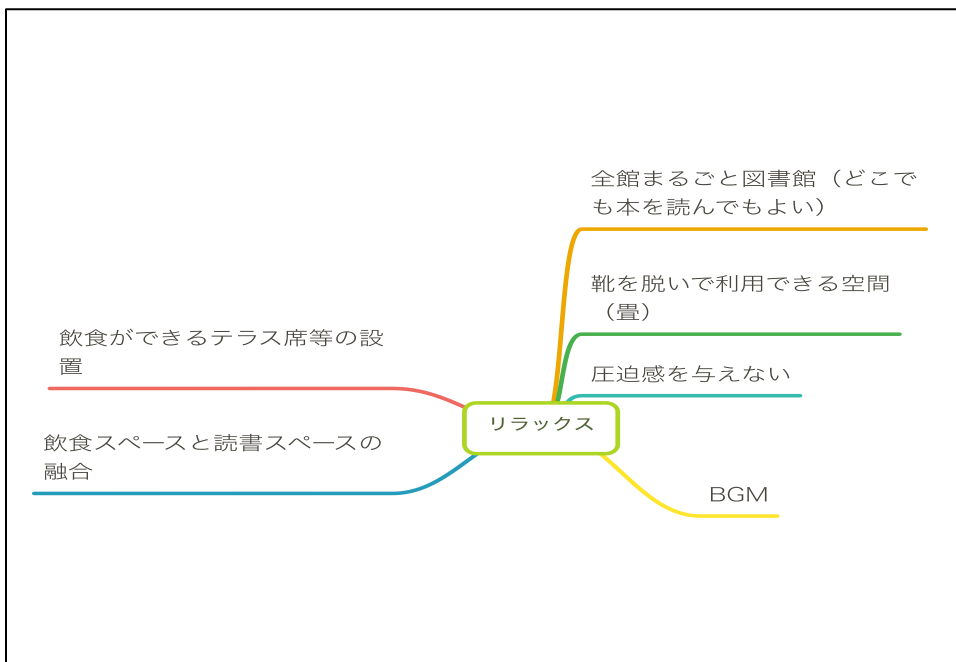 全館まるごと図書館（どこで
も本を読んでもよい）
靴を脱いで利用できる空間
（畳）
飲食ができるテラス席等の設
置
圧迫感を与えない
リラックス
飲食スペースと読書スペースの
融合
BGM